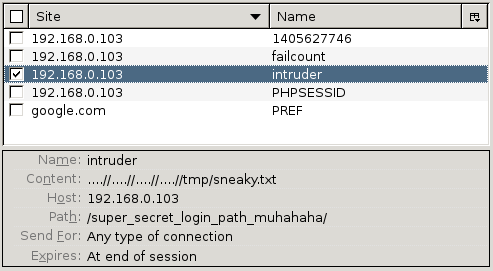 Site Name
192.168.0.103 1405627746
192.168.0.103 failcount
192.168.0.103 intruder
192.168.0.103 PHPSESSID
google.com PREF
Name: intruder
Content: ....//....//....//....//tmp/sneaky.txt
Host: 192.168.0.103
Path: /super_secret_login_path_muhahaha/
Send For: Any type of connection
Expires: At end of session